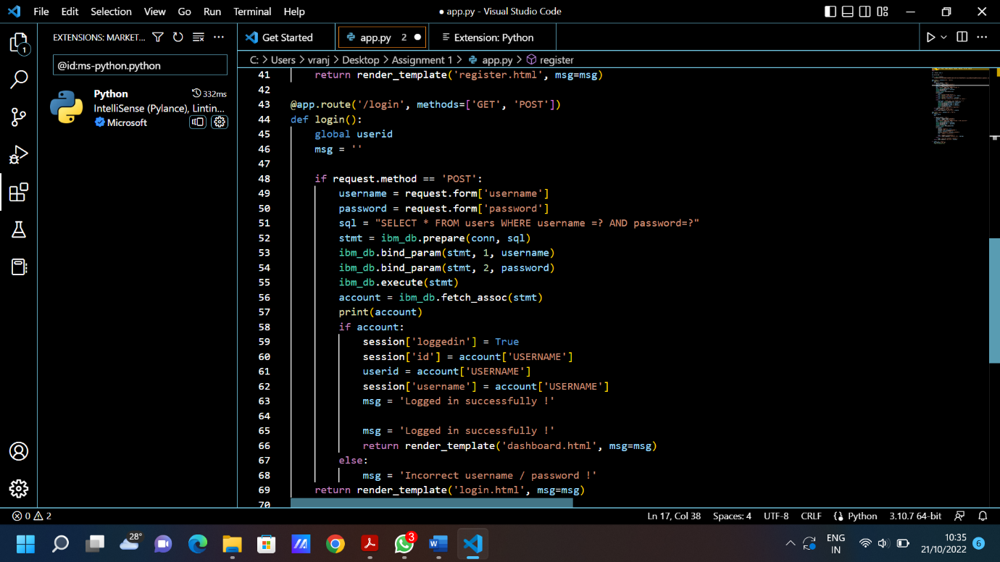 File Edit Selection View Go Run Terminal Help
● app.py - Visual Studio Code
EXTENSIONS: MARKET...
Get Started
app.py 2 ●
Extension: Python
@id:ms-python.python
C: > Users > vranj > Desktop > Assignment 1 > app.py > register
Python 332ms
IntelliSense (Pylance), Lintin...
Microsoft
1
41 return render_template('register.html', msg=msg)
42
43 @app.route('/login', methods=['GET', 'POST'])
44 def login():
45 global userid
46 msg = ''
47
48 if request.method == 'POST':
49 username = request.form['username']
50 password = request.form['password']
51 sql = "SELECT * FROM users WHERE username =? AND password=?"
52 stmt = ibm_db.prepare(conn, sql)
53 ibm_db.bind_param(stmt, 1, username)
54 ibm_db.bind_param(stmt, 2, password)
55 ibm_db.execute(stmt)
56 account = ibm_db.fetch_assoc(stmt)
57 print(account)
58 if account:
59 session['loggedin'] = True
60 session['id'] = account['USERNAME']
61 userid = account['USERNAME']
62 session['username'] = account['USERNAME']
63 msg = 'Logged in successfully !'
64
65 msg = 'Logged in successfully !'
66 return render_template('dashboard.html', msg=msg)
67 else:
68 msg = 'Incorrect username / password !'
69 return render_template('login.html', msg=msg)
70
0 2
Ln 17, Col 38 Spaces: 4 UTF-8 CRLF Python 3.10.7 64-bit
28°
3
ENG
IN
10:35
21/10/2022
6